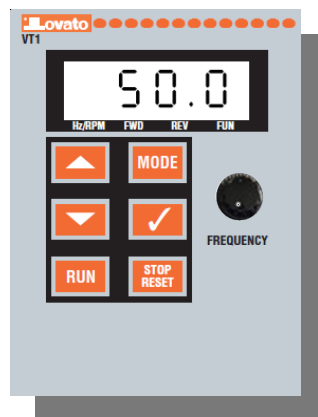 Lovato
VT1
50.0
Hz/RPM FWD REV FUN
MODE
FREQUENCY
RUN STOP RESET